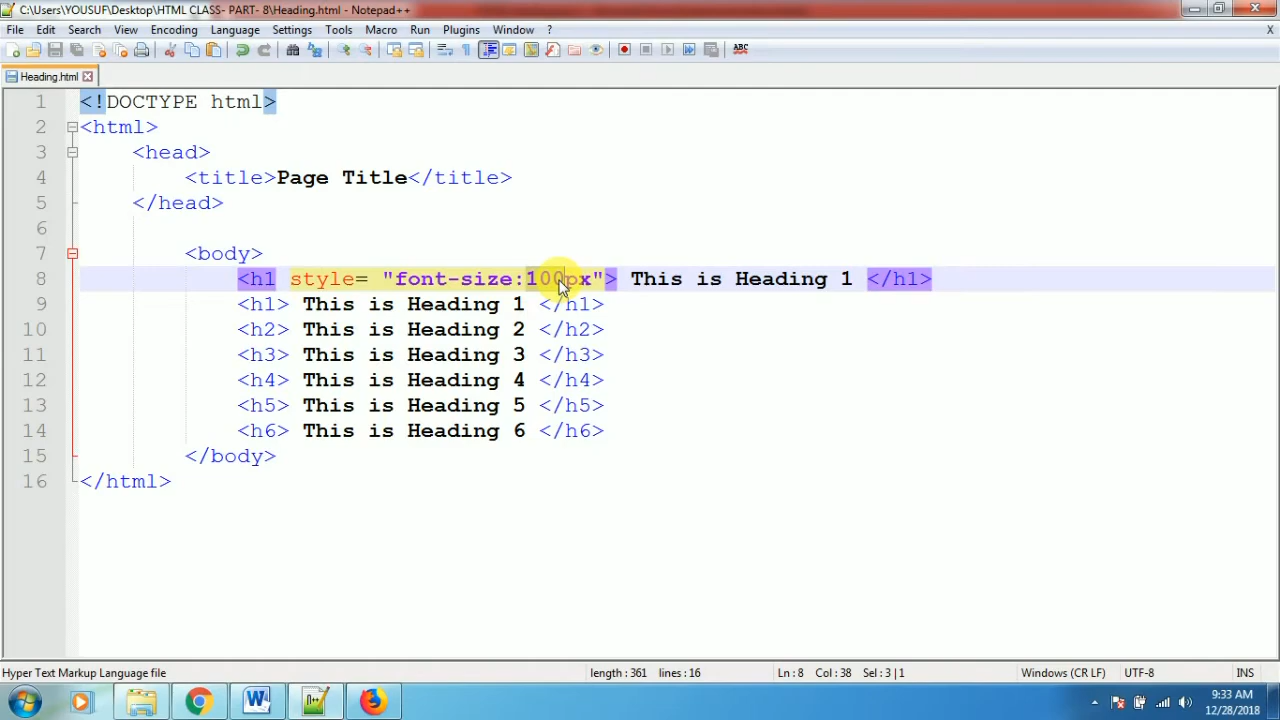 C:\Users\YOUSUF\Desktop\HTML CLASS- PART- 8\Heading.html - Notepad++
File Edit Search View Encoding Language Settings Tools Macro Run Plugins Window ? X
ABC
Heading.html
1 <!DOCTYPE html>
2 <html>
3 <head>
4 <title>Page Title</title>
5 </head>
6
7 <body>
8 <h1 style= "font-size:100px"> This is Heading 1 </h1>
9 <h1> This is Heading 1 </h1>
10 <h2> This is Heading 2 </h2>
11 <h3> This is Heading 3 </h3>
12 <h4> This is Heading 4 </h4>
13 <h5> This is Heading 5 </h5>
14 <h6> This is Heading 6 </h6>
15 </body>
16 </html>
Hyper Text Markup Language file length : 361 lines : 16 Ln : 8 Col : 38 Sel : 3 | 1 Windows (CR LF) UTF-8 INS
9:33 AM
12/28/2018